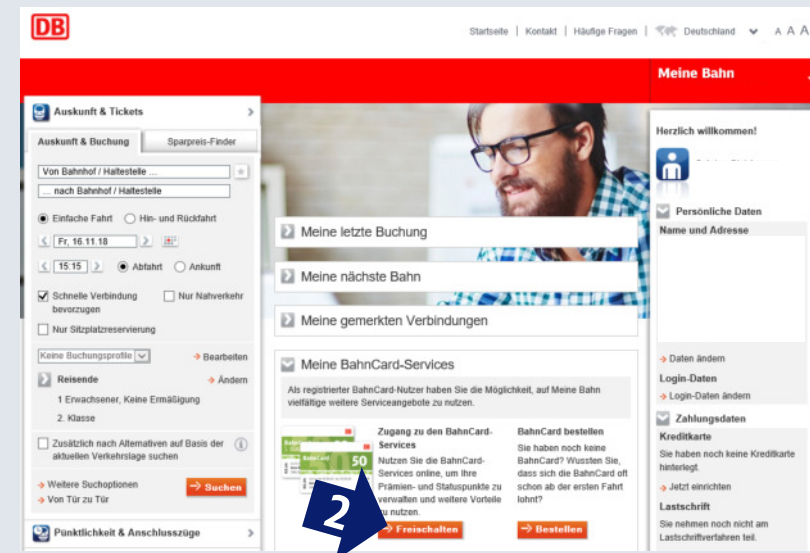 DB
Startseite | Kontakt | Häufige Fragen | Deutschland A A A
Meine Bahn
Auskunft & Tickets
Auskunft & Buchung
Sparpreis-Finder
Von Bahnhof / Haltestelle ...
... nach Bahnhof / Haltestelle
Einfache Fahrt Hin- und Rückfahrt
Fr, 16.11.18
15:15 Abfahrt Ankunft
Schnelle Verbindung
bevorzugen
Nur Nahverkehr
Nur Sitzplatzreservierung
Keine Buchungsprofile
Bearbeiten
Reisende
Ändern
1 Erwachsener, Keine Ermäßigung
2. Klasse
Zusätzlich nach Alternativen auf Basis der
aktuellen Verkehrslage suchen
Weitere Suchoptionen
Von Tür zu Tür
Suchen
Pünktlichkeit & Anschlusszüge
Meine letzte Buchung
Meine nächste Bahn
Meine gemerkten Verbindungen
Meine BahnCard-Services
Als registrierter BahnCard-Nutzer haben Sie die Möglichkeit, auf Meine Bahn
vielfältige weitere Serviceangebote zu nutzen.
BahnCard
50
Zugang zu den BahnCard-
Services
Nutzen Sie die BahnCard-
Services online, um Ihre
Prämien- und Statuspunkte zu
verwalten und weitere Vorteile
zu nutzen.
Freischalten
2
BahnCard bestellen
Sie haben noch keine
BahnCard? Wussten Sie,
dass sich die BahnCard oft
schon ab der ersten Fahrt
lohnt?
Bestellen
Herzlich willkommen!
Persönliche Daten
Name und Adresse
Daten ändern
Login-Daten
Login-Daten ändern
Zahlungsdaten
Kreditkarte
Sie haben noch keine Kreditkarte
hinterlegt.
Jetzt einrichten
Lastschrift
Sie nehmen noch nicht am
Lastschriftverfahren teil.